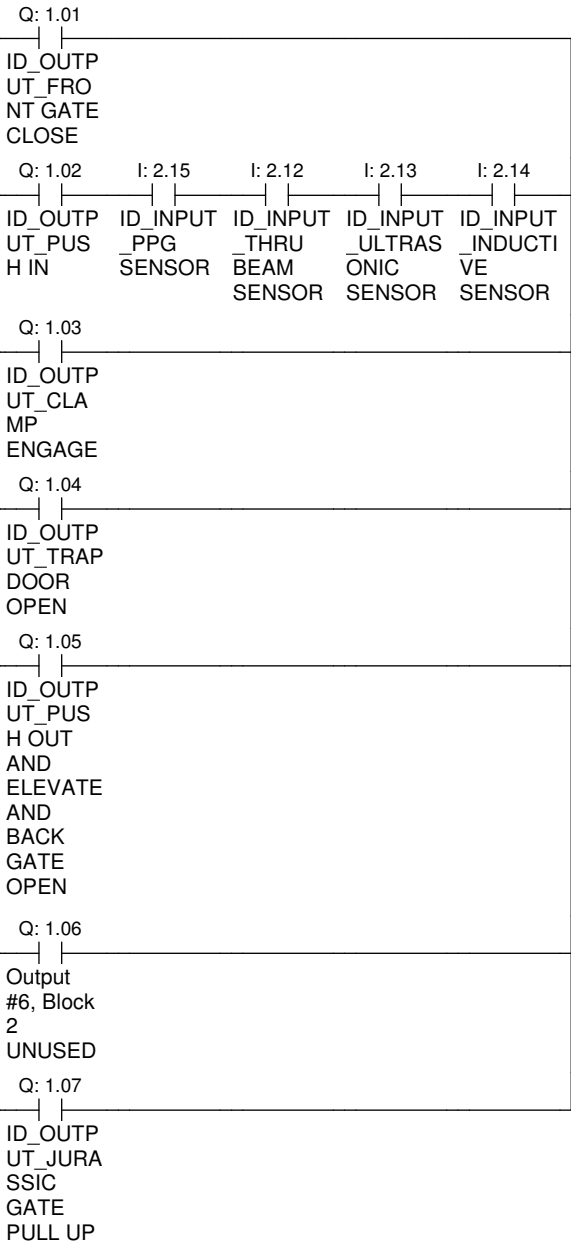 Q: 1.01
ID_OUTP
UT_FRO
NT GATE
CLOSE
Q: 1.02 I: 2.15 I: 2.12 I: 2.13 I: 2.14
ID_OUTP ID_INPUT ID_INPUT ID_INPUT ID_INPUT
UT_PUS _PPG _THRU _ULTRAS _INDUCTI
H IN SENSOR BEAM ONIC VE
SENSOR SENSOR SENSOR
Q: 1.03
ID_OUTP
UT_CLA
MP
ENGAGE
Q: 1.04
ID_OUTP
UT_TRAP
DOOR
OPEN
Q: 1.05
ID_OUTP
UT_PUS
H OUT
AND
ELEVATE
AND
BACK
GATE
OPEN
Q: 1.06
Output
#6, Block
2
UNUSED
Q: 1.07
ID_OUTP
UT_JURA
SSIC
GATE
PULL UP